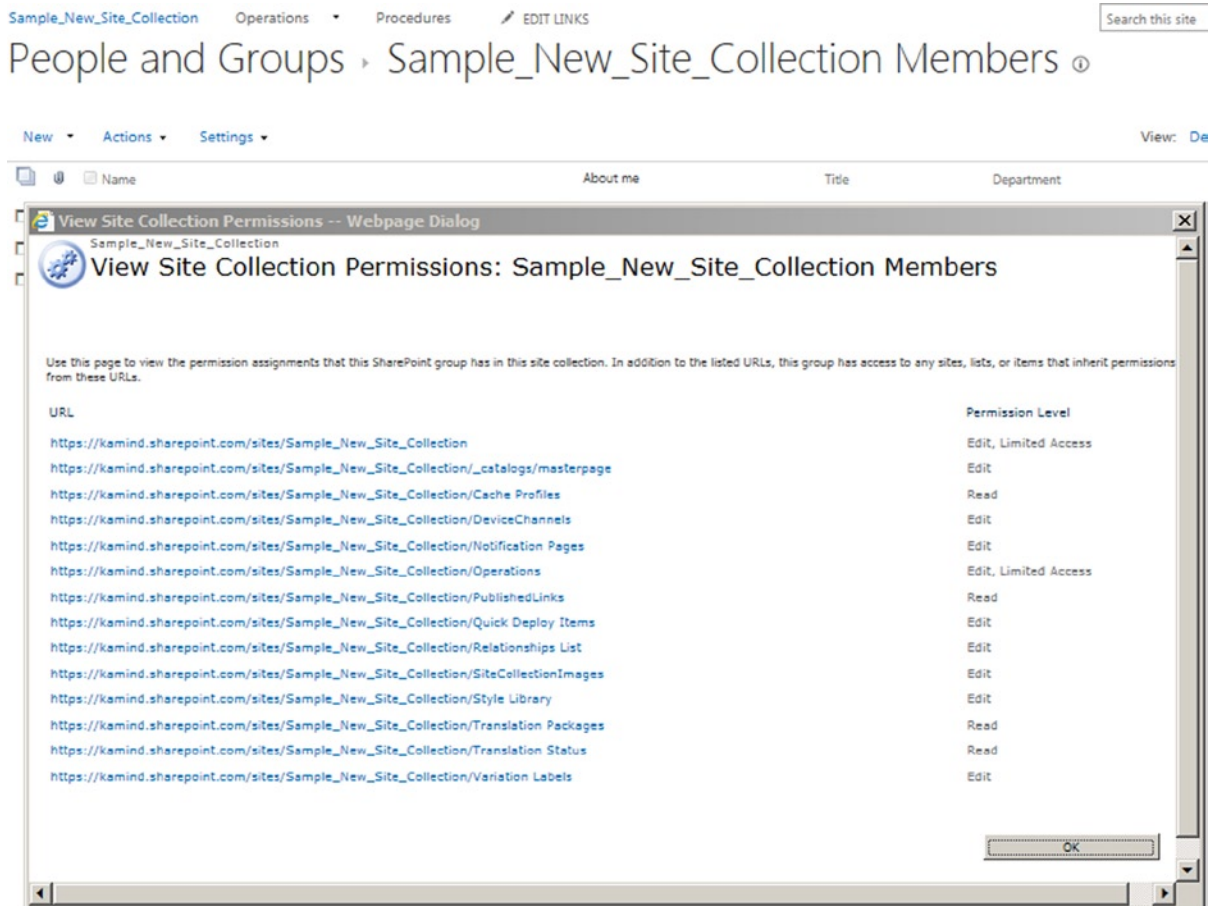 Sample_New_Site_Collection Operations Procedures EDIT LINKS Search this site
People and Groups › Sample_New_Site_Collection Members
New Actions Settings View: De
Name About me Title Department
View Site Collection Permissions -- Webpage Dialog
Sample_New_Site_Collection
View Site Collection Permissions: Sample_New_Site_Collection Members
Use this page to view the permission assignments that this SharePoint group has in this site collection. In addition to the listed URLs, this group has access to any sites, lists, or items that inherit permissions
from these URLs.
URL Permission Level
https://kamind.sharepoint.com/sites/Sample_New_Site_Collection Edit, Limited Access
https://kamind.sharepoint.com/sites/Sample_New_Site_Collection/_catalogs/masterpage Edit
https://kamind.sharepoint.com/sites/Sample_New_Site_Collection/Cache Profiles Read
https://kamind.sharepoint.com/sites/Sample_New_Site_Collection/DeviceChannels Edit
https://kamind.sharepoint.com/sites/Sample_New_Site_Collection/Notification Pages Edit
https://kamind.sharepoint.com/sites/Sample_New_Site_Collection/Operations Edit, Limited Access
https://kamind.sharepoint.com/sites/Sample_New_Site_Collection/PublishedLinks Read
https://kamind.sharepoint.com/sites/Sample_New_Site_Collection/Quick Deploy Items Edit
https://kamind.sharepoint.com/sites/Sample_New_Site_Collection/Relationships List Edit
https://kamind.sharepoint.com/sites/Sample_New_Site_Collection/SiteCollectionImages Edit
https://kamind.sharepoint.com/sites/Sample_New_Site_Collection/Style Library Edit
https://kamind.sharepoint.com/sites/Sample_New_Site_Collection/Translation Packages Read
https://kamind.sharepoint.com/sites/Sample_New_Site_Collection/Translation Status Read
https://kamind.sharepoint.com/sites/Sample_New_Site_Collection/Variation Labels Edit
OK